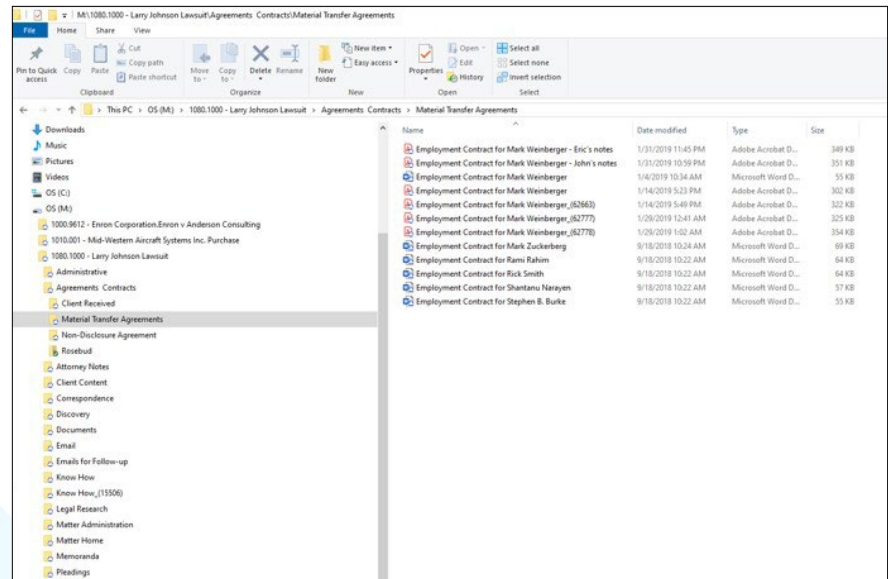 M:\1080.1000 - Larry Johnson Lawsuit\Agreements Contracts\Material Transfer Agreements
File Home Share View
Pin to Quick access
Copy
Paste
Cut
Copy path
Paste shortcut
Clipboard
Move to
Copy to
Delete
Rename
Organize
New folder
New item
Easy access
New
Properties
Open
Edit
History
Open
Select all
Select none
Invert selection
Select
This PC > OS (M:) > 1080.1000 - Larry Johnson Lawsuit > Agreements Contracts > Material Transfer Agreements
Downloads
Music
Pictures
Videos
OS (C:)
OS (M:)
1000.9612 - Enron Corporation.Enron v Anderson Consulting
1010.001 - Mid-Western Aircraft Systems Inc. Purchase
1080.1000 - Larry Johnson Lawsuit
Administrative
Agreements Contracts
Client Received
Material Transfer Agreements
Non-Disclosure Agreement
Rosebud
Attorney Notes
Client Content
Correspondence
Discovery
Documents
Email
Emails for Follow-up
Know How
Know How_(15506)
Legal Research
Matter Administration
Matter Home
Memoranda
Pleadings
Name Date modified Type Size
Employment Contract for Mark Weinberger - Eric's notes 1/31/2019 11:45 PM Adobe Acrobat D... 349 KB
Employment Contract for Mark Weinberger - John's notes 1/31/2019 10:59 PM Adobe Acrobat D... 351 KB
Employment Contract for Mark Weinberger 1/4/2019 10:34 AM Microsoft Word D... 55 KB
Employment Contract for Mark Weinberger 1/14/2019 5:23 PM Adobe Acrobat D... 302 KB
Employment Contract for Mark Weinberger_(62663) 1/14/2019 5:49 PM Adobe Acrobat D... 322 KB
Employment Contract for Mark Weinberger_(62777) 1/29/2019 12:41 AM Adobe Acrobat D... 325 KB
Employment Contract for Mark Weinberger_(62778) 1/29/2019 1:02 AM Adobe Acrobat D... 354 KB
Employment Contract for Mark Zuckerberg 9/18/2018 10:24 AM Microsoft Word D... 69 KB
Employment Contract for Rami Rahim 9/18/2018 10:22 AM Microsoft Word D... 64 KB
Employment Contract for Rick Smith 9/18/2018 10:22 AM Microsoft Word D... 64 KB
Employment Contract for Shantanu Narayen 9/18/2018 10:22 AM Microsoft Word D... 57 KB
Employment Contract for Stephen B. Burke 9/18/2018 10:22 AM Microsoft Word D... 55 KB